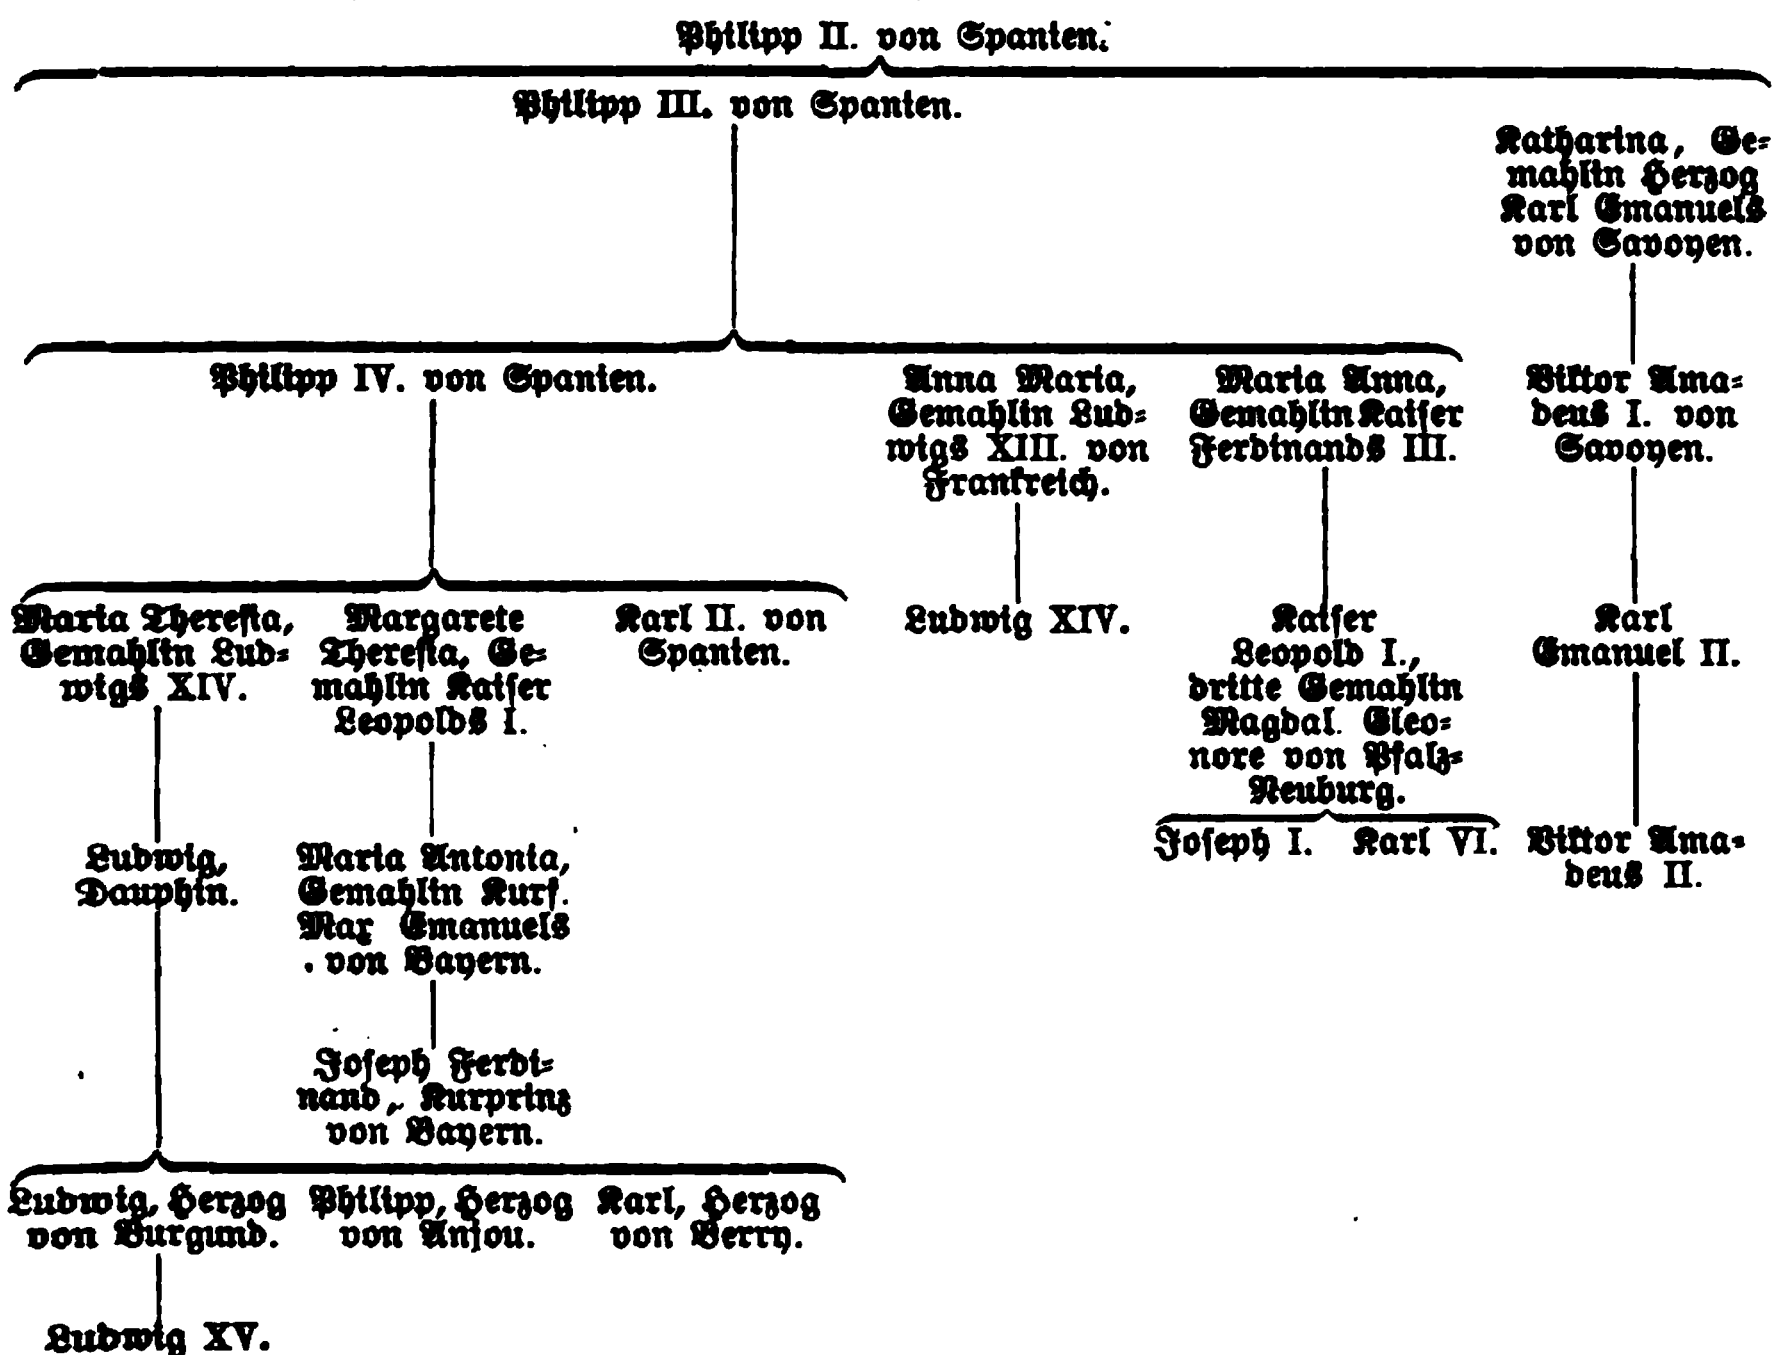 Philipp II. von Spanien.
Philipp III. von Spanien.
Katharina, Ge-
mahlin Herzog
Karl Emanuels
von Savoyen.
Philipp IV. von Spanien.
Anna Maria,
Gemahlin Lud-
wigs XIII. von
Frankreich.
Maria Anna,
Gemahlin Kaiser
Ferdinands III.
Viktor Ama-
deus I. von
Savoyen.
Maria Theresia,
Gemahlin Lud-
wigs XIV.
Margarete
Theresia, Ge-
mahlin Kaiser
Leopolds I.
Karl II. von
Spanien.
Ludwig XIV.
Kaiser
Leopold I.,
dritte Gemahlin
Magdal. Eleo-
nore von Pfalz-
Neuburg.
Karl
Emanuel II.
Joseph I. Karl VI.
Viktor Ama-
deus II.
Ludwig,
Dauphin.
Maria Antonia,
Gemahlin Kurf.
Max Emanuels
von Bayern.
Joseph Ferdi-
nand, Kurprinz
von Bayern.
Ludwig, Herzog
von Burgund.
Philipp, Herzog
von Anjou.
Karl, Herzog
von Berry.
Ludwig XV.